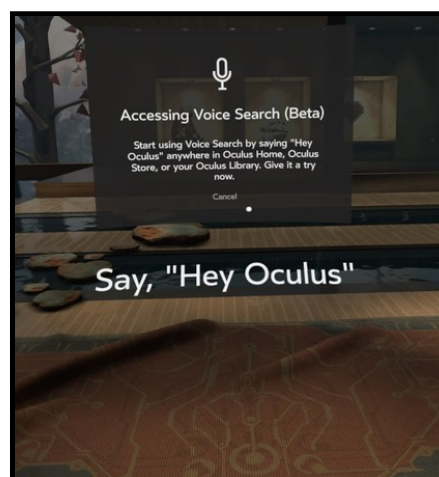 Accessing Voice Search (Beta)
Start using Voice Search by saying "Hey
Oculus" anywhere in Oculus Home, Oculus
Store, or your Oculus Library. Give it a try
now.
Cancel
Say, "Hey Oculus"